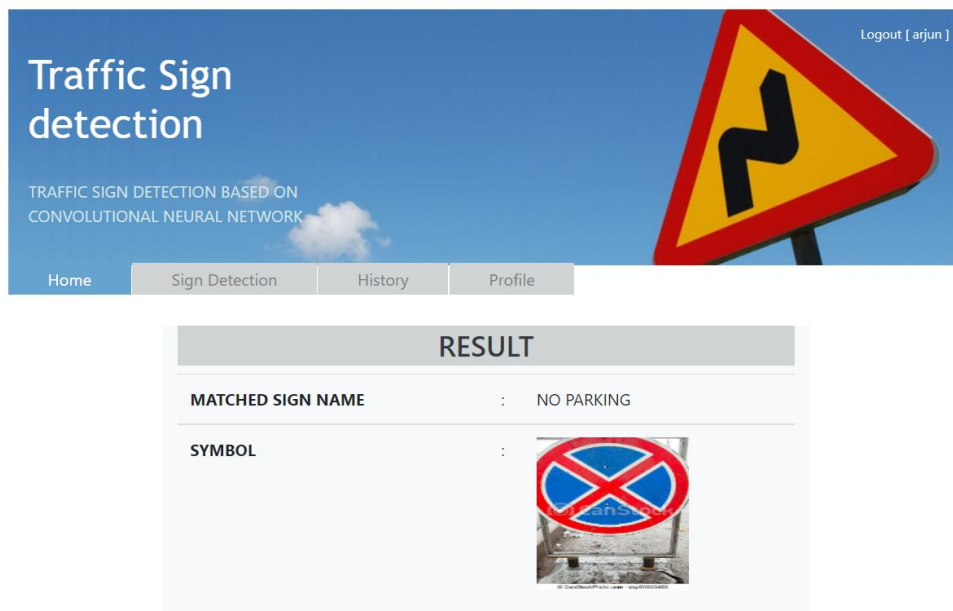 Logout [ arjun ]
Traffic Sign
detection
TRAFFIC SIGN DETECTION BASED ON
CONVOLUTIONAL NEURAL NETWORK
Home Sign Detection History Profile
RESULT
MATCHED SIGN NAME : NO PARKING
SYMBOL :